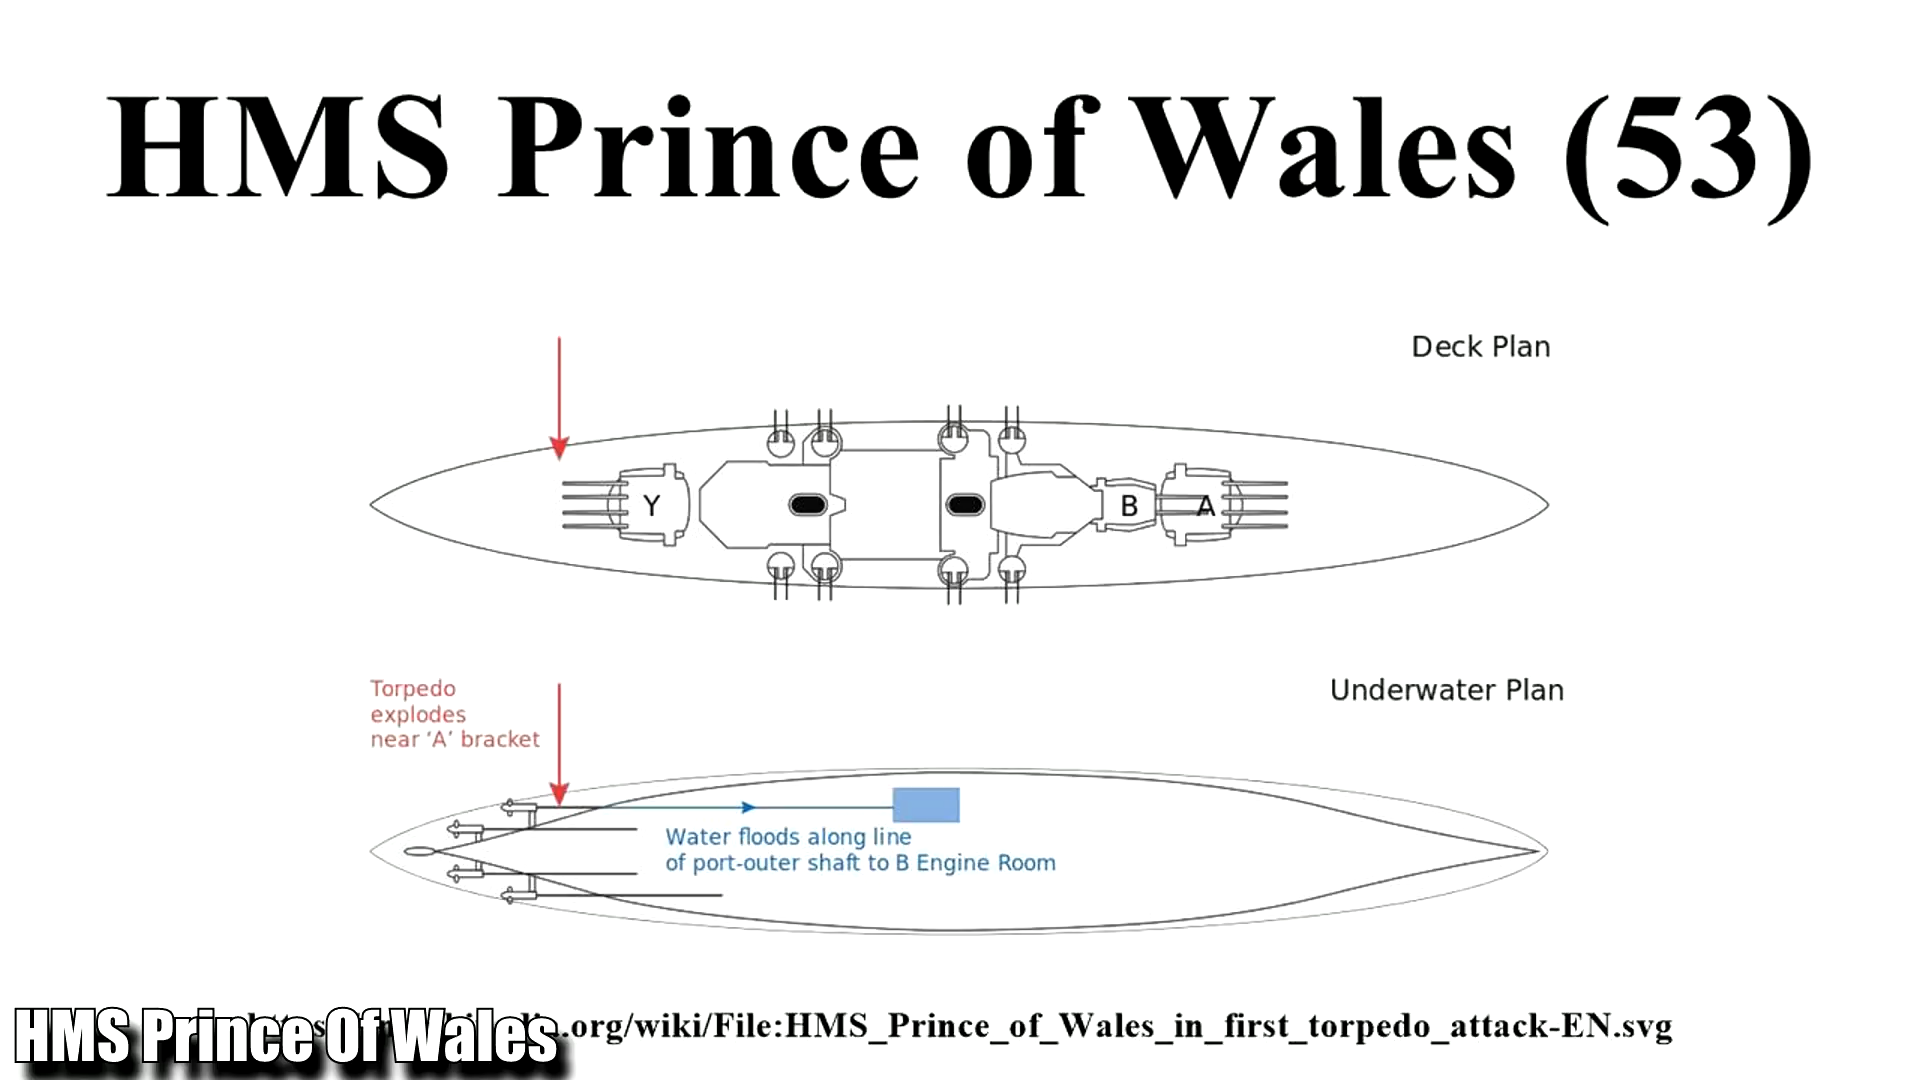 HMS Prince of Wales (53)
Deck Plan
Y
B
A
Torpedo
explodes
near ‘A’ bracket
Underwater Plan
Water floods along line
of port-outer shaft to B Engine Room
.org/wiki/File:HMS_Prince_of_Wales_in_first_torpedo_attack-EN.svg
HMS Prince Of Wales